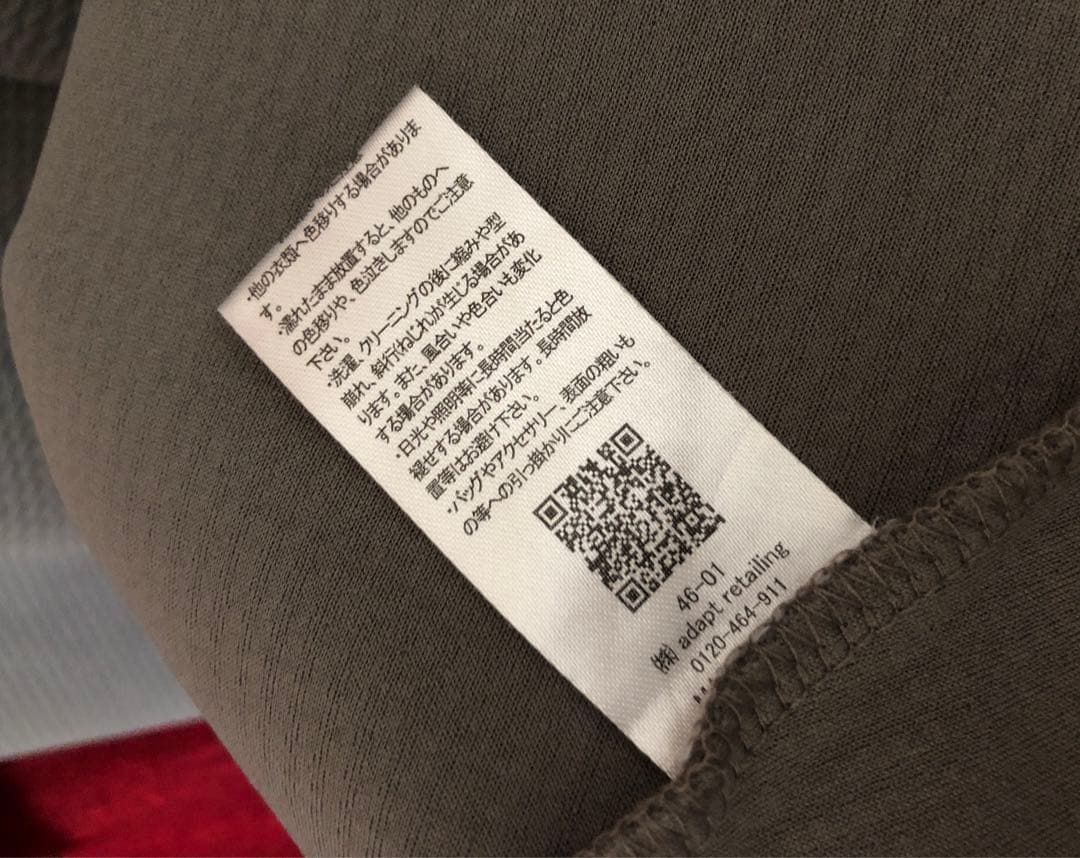 ・他の衣類へ色移りする場合がありま
す。
・濡れたまま放置すると、他のものへ
の色移りや、色泣きしますのでご注意
下さい。
・洗濯、クリーニングの後に縮みや型
崩れ、斜行(ねじれ)が生じる場合があ
ります。また、風合いや色合いも変化
する場合があります。
・日光や照明等に長時間当たると色
褪せする場合があります。長時間放
置等はお避け下さい。
・バッグやアクセサリー、表面の粗いも
の等への引っ掛かりにご注意下さい。
46-01
㈱ adapt retailing
0120-464-911